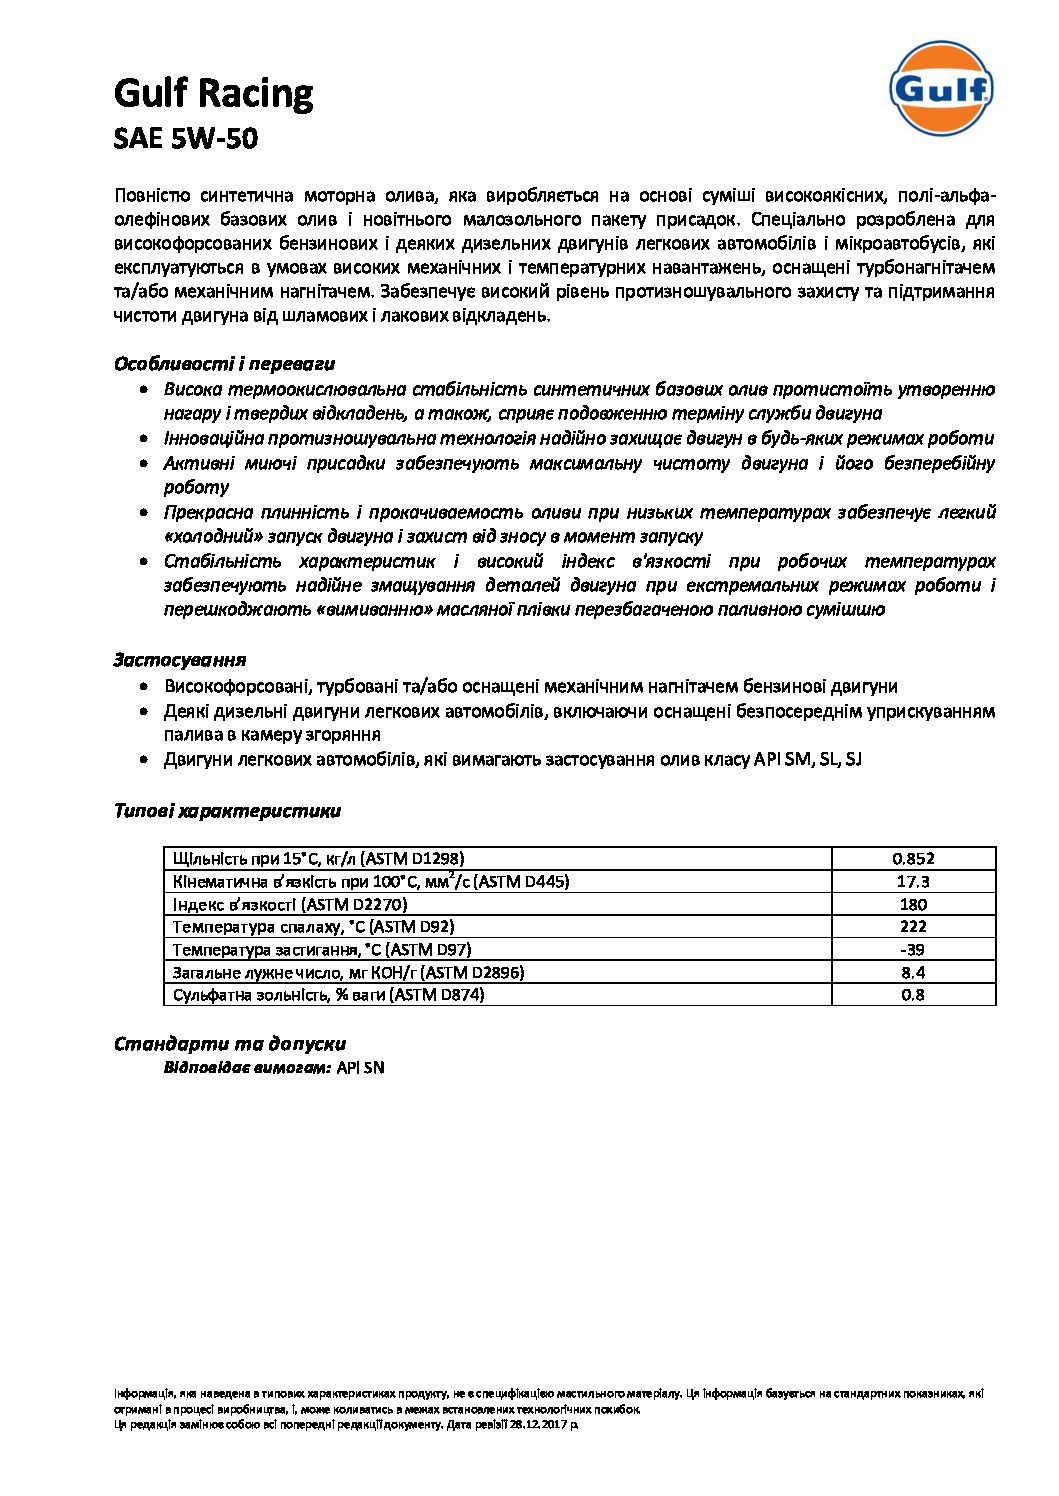 Gulf Racing
Gulf
SAE 5W-50
Повністю синтетична моторна олива, яка виробляється на основі суміші високоякісних, полі-альфа-
олефінових базових олив і новітнього малозольного пакету присадок. Спеціально розроблена для
високофорсованих бензинових і деяких дизельних двигунів легкових автомобілів і мікроавтобусів, які
експлуатуються в умовах високих механічних і температурних навантажень, оснащені турбонагнітачем
та/або механічним нагнітачем. Забезпечує високий рівень протизношувального захисту та підтримання
чистоти двигуна від шламових і лакових відкладень.
Особливості і переваги
• Висока термоокислювальна стабільність синтетичних базових олив протистоїть утворенню
нагару і твердих відкладень, а також, сприяє подовженню терміну служби двигуна
• Інноваційна протизношувальна технологія надійно захищає двигун в будь-яких режимах роботи
• Активні миючі присадки забезпечують максимальну чистоту двигуна і його безперебійну
роботу
• Прекрасна плинність і прокачиваемость оливи при низьких температурах забезпечує легкий
«холодний» запуск двигуна і захист від зносу в момент запуску
• Стабільність характеристик і високий індекс в'язкості при робочих температурах
забезпечують надійне змащування деталей двигуна при екстремальних режимах роботи і
перешкоджають «вимиванню» масляної плівки перезбагаченою паливною сумішшю
Застосування
• Високофорсовані, турбовані та/або оснащені механічним нагнітачем бензинові двигуни
• Деякі дизельні двигуни легкових автомобілів, включаючи оснащені безпосереднім уприскуванням
палива в камеру згоряння
• Двигуни легкових автомобілів, які вимагають застосування олив класу API SM, SL, SJ
Типові характеристики
Щільність при 15˚С, кг/л (ASTM D1298) 0.852
Кінематична в’язкість при 100˚С, мм²/с (ASTM D445) 17.3
Індекс в’язкості (ASTM D2270) 180
Температура спалаху, ˚С (ASTM D92) 222
Температура застигання, ˚С (ASTM D97) -39
Загальне лужне число, мг КОН/г (ASTM D2896) 8.4
Сульфатна зольність, % ваги (ASTM D874) 0.8
Стандарти та допуски
Відповідає вимогам: API SN
Інформація, яка наведена в типових характеристиках продукту, не є специфікацією мастильного матеріалу. Ця інформація базується на стандартних показниках, які
отримані в процесі виробництва, і, може коливатись в межах встановлених технологічних похибок.
Ця редакція замінює собою всі попередні редакції документу. Дата ревізії 28.12.2017 р.